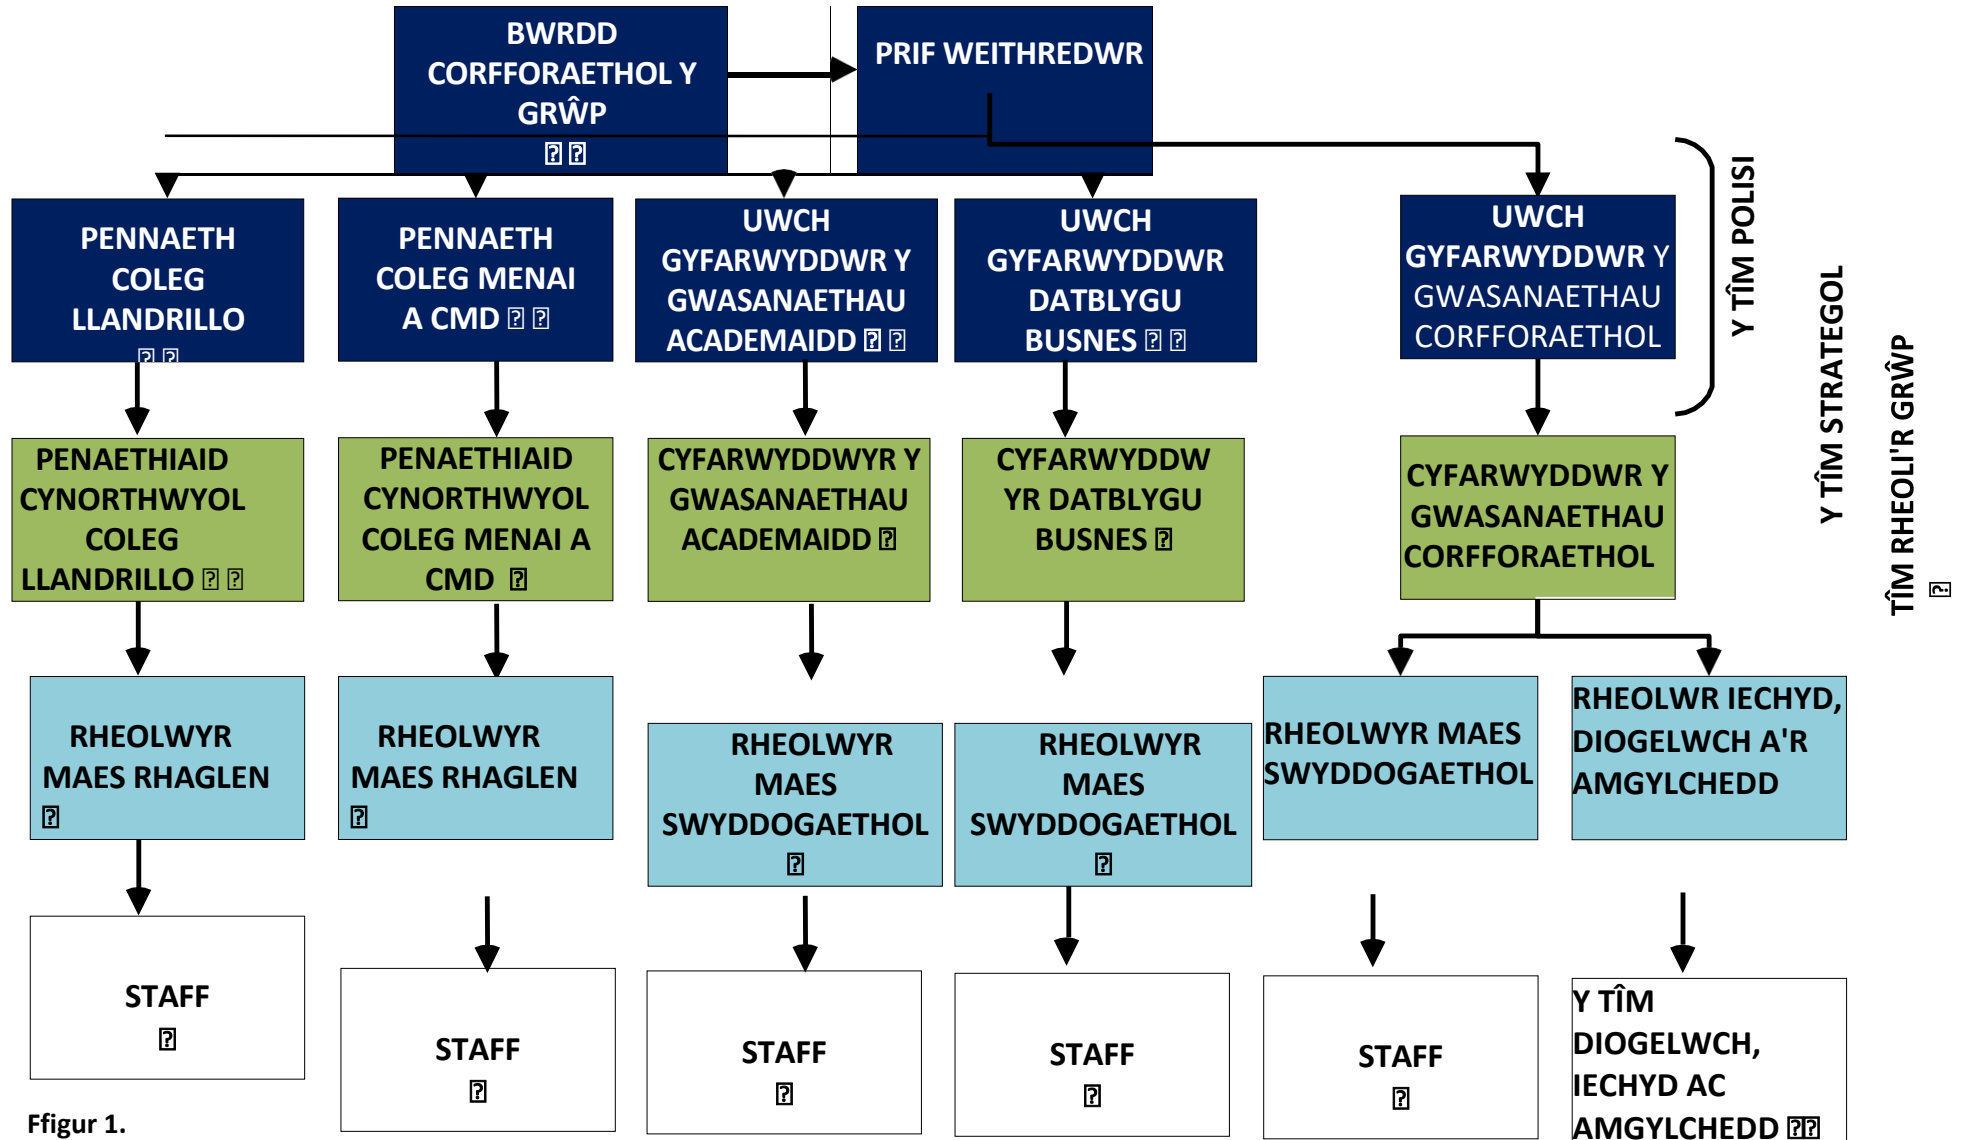 BWRDD
CORFFORAETHOL Y
GRŴP
PRIF WEITHREDWR
PENNAETH
COLEG
LLANDRILLO
PENNAETH
COLEG MENAI
A CMD
UWCH
GYFARWYDDWR Y
GWASANAETHAU
ACADEMAIDD
UWCH
GYFARWYDDWR
DATBLYGU
BUSNES
UWCH
GYFARWYDDWR Y
GWASANAETHAU
CORFFORAETHOL
Y TÎM POLISI
Y TÎM STRATEGOL
TÎM RHEOLI'R GRŴP
PENAETHIAID
CYNORTHWYOL
COLEG
LLANDRILLO
PENAETHIAID
CYNORTHWYOL
COLEG MENAI A
CMD
CYFARWYDDWYR Y
GWASANAETHAU
ACADEMAIDD
CYFARWYDDW
YR DATBLYGU
BUSNES
CYFARWYDDWR Y
GWASANAETHAU
CORFFORAETHOL
RHEOLWYR
MAES RHAGLEN
RHEOLWYR
MAES RHAGLEN
RHEOLWYR
MAES
SWYDDOGAETHOL
RHEOLWYR
MAES
SWYDDOGAETHOL
RHEOLWYR MAES
SWYDDOGAETHOL
RHEOLWR IECHYD,
DIOGELWCH A'R
AMGYLCHEDD
STAFF
STAFF
STAFF
STAFF
STAFF
Y TÎM
DIOGELWCH,
IECHYD AC
AMGYLCHEDD
Ffigur 1.